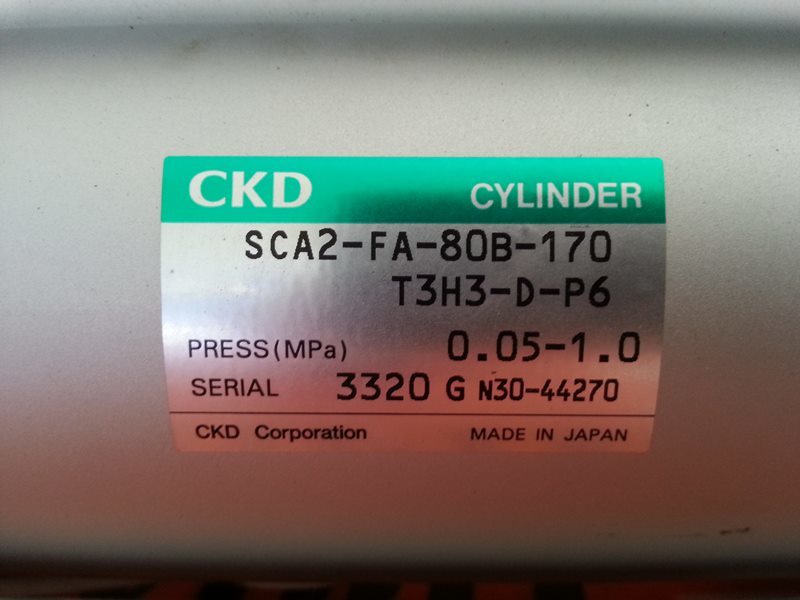 CKD CYLINDER
SCA2-FA-80B-170
T3H3-D-P6
PRESS(MPa) 0.05-1.0
SERIAL 3320 G N30-44270
CKD Corporation MADE IN JAPAN